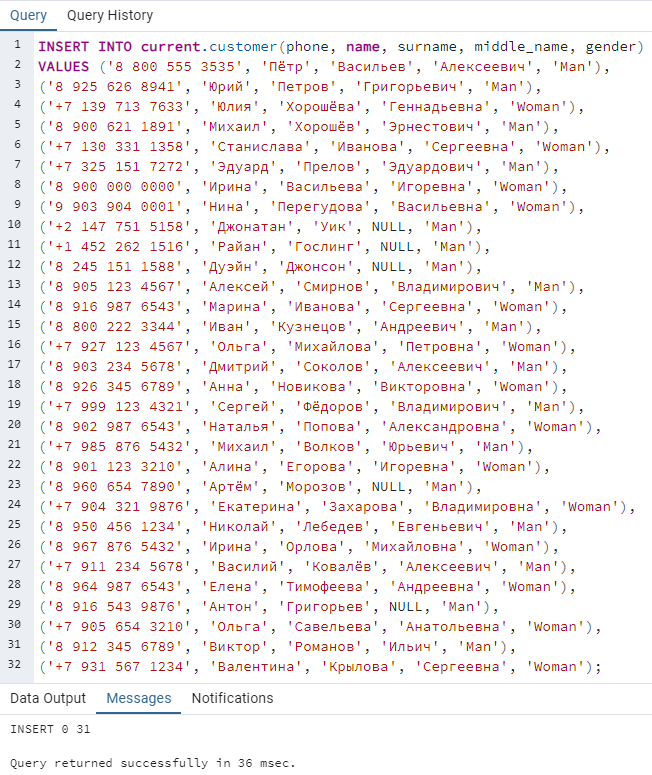 Query Query History
1 INSERT INTO current.customer(phone, name, surname, middle_name, gender)
2 VALUES ('8 800 555 3535', 'Пётр', 'Васильев', 'Алексеевич', 'Man'),
3 ('8 925 626 8941', 'Юрий', 'Петров', 'Григорьевич', 'Man'),
4 ('+7 139 713 7633', 'Юлия', 'Хорошёва', 'Геннадьевна', 'Woman'),
5 ('8 900 621 1891', 'Михаил', 'Хорошёв', 'Эрнестович', 'Man'),
6 ('+7 130 331 1358', 'Станислава', 'Иванова', 'Сергеевна', 'Woman'),
7 ('+7 325 151 7272', 'Эдуард', 'Прелов', 'Эдуардович', 'Man'),
8 ('8 900 000 0000', 'Ирина', 'Васильева', 'Игоревна', 'Woman'),
9 ('9 903 904 0001', 'Нина', 'Перегудова', 'Васильевна', 'Woman'),
10 ('+2 147 751 5158', 'Джонатан', 'Уик', NULL, 'Man'),
11 ('+1 452 262 1516', 'Райан', 'Гослинг', NULL, 'Man'),
12 ('8 245 151 1588', 'Дуэйн', 'Джонсон', NULL, 'Man'),
13 ('8 905 123 4567', 'Алексей', 'Смирнов', 'Владимирович', 'Man'),
14 ('8 916 987 6543', 'Марина', 'Иванова', 'Сергеевна', 'Woman'),
15 ('8 800 222 3344', 'Иван', 'Кузнецов', 'Андреевич', 'Man'),
16 ('+7 927 123 4567', 'Ольга', 'Михайлова', 'Петровна', 'Woman'),
17 ('8 903 234 5678', 'Дмитрий', 'Соколов', 'Алексеевич', 'Man'),
18 ('8 926 345 6789', 'Анна', 'Новикова', 'Викторовна', 'Woman'),
19 ('+7 999 123 4321', 'Сергей', 'Фёдоров', 'Владимирович', 'Man'),
20 ('8 902 987 6543', 'Наталья', 'Попова', 'Александровна', 'Woman'),
21 ('+7 985 876 5432', 'Михаил', 'Волков', 'Юрьевич', 'Man'),
22 ('8 901 123 3210', 'Алина', 'Егорова', 'Игоревна', 'Woman'),
23 ('8 960 654 7890', 'Артём', 'Морозов', NULL, 'Man'),
24 ('+7 904 321 9876', 'Екатерина', 'Захарова', 'Владимировна', 'Woman'),
25 ('8 950 456 1234', 'Николай', 'Лебедев', 'Евгеньевич', 'Man'),
26 ('8 967 876 5432', 'Ирина', 'Орлова', 'Михайловна', 'Woman'),
27 ('+7 911 234 5678', 'Василий', 'Ковалёв', 'Алексеевич', 'Man'),
28 ('8 964 987 6543', 'Елена', 'Тимофеева', 'Андреевна', 'Woman'),
29 ('8 916 543 9876', 'Антон', 'Григорьев', NULL, 'Man'),
30 ('+7 905 654 3210', 'Ольга', 'Савельева', 'Анатольевна', 'Woman'),
31 ('8 912 345 6789', 'Виктор', 'Романов', 'Ильич', 'Man'),
32 ('+7 931 567 1234', 'Валентина', 'Крылова', 'Сергеевна', 'Woman');
Data Output Messages Notifications
INSERT 0 31
Query returned successfully in 36 msec.